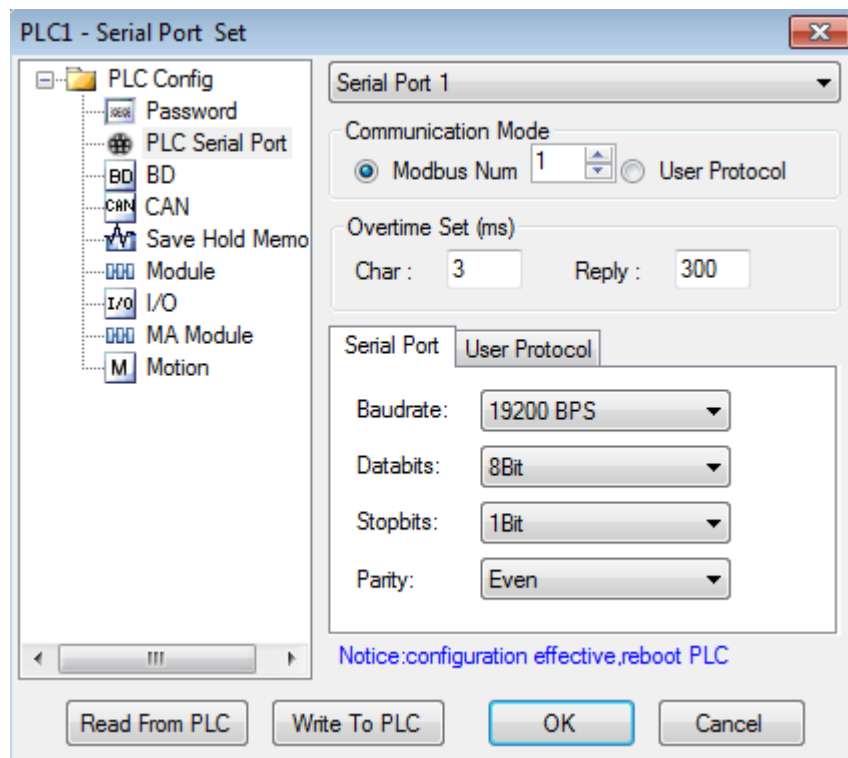 PLC1 - Serial Port Set
PLC Config
Password
PLC Serial Port
BD BD
CAN CAN
Save Hold Memo
Module
I/O I/O
MA Module
M Motion
Serial Port 1
Communication Mode
Modbus Num 1 User Protocol
Overtime Set (ms)
Char : 3 Reply : 300
Serial Port User Protocol
Baudrate: 19200 BPS
Databits: 8Bit
Stopbits: 1Bit
Parity: Even
Notice:configuration effective,reboot PLC
Read From PLC Write To PLC OK Cancel